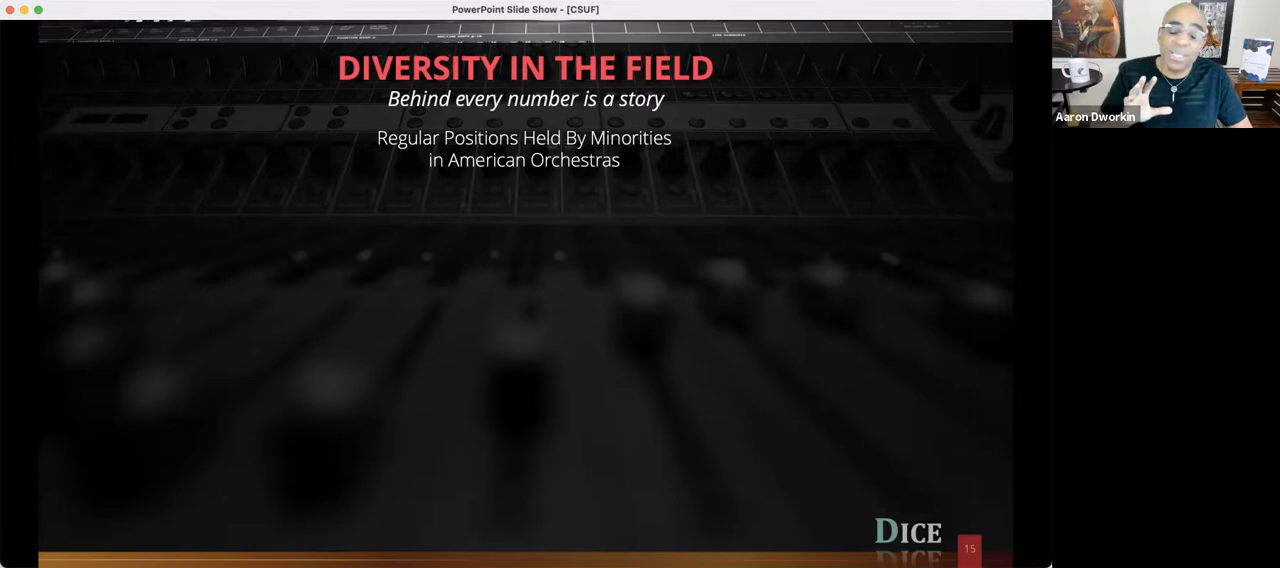 PowerPoint Slide Show - [CSUF]
DIVERSITY IN THE FIELD
Behind every number is a story
Regular Positions Held By Minorities
in American Orchestras
Aaron Dworkin
DICE
15